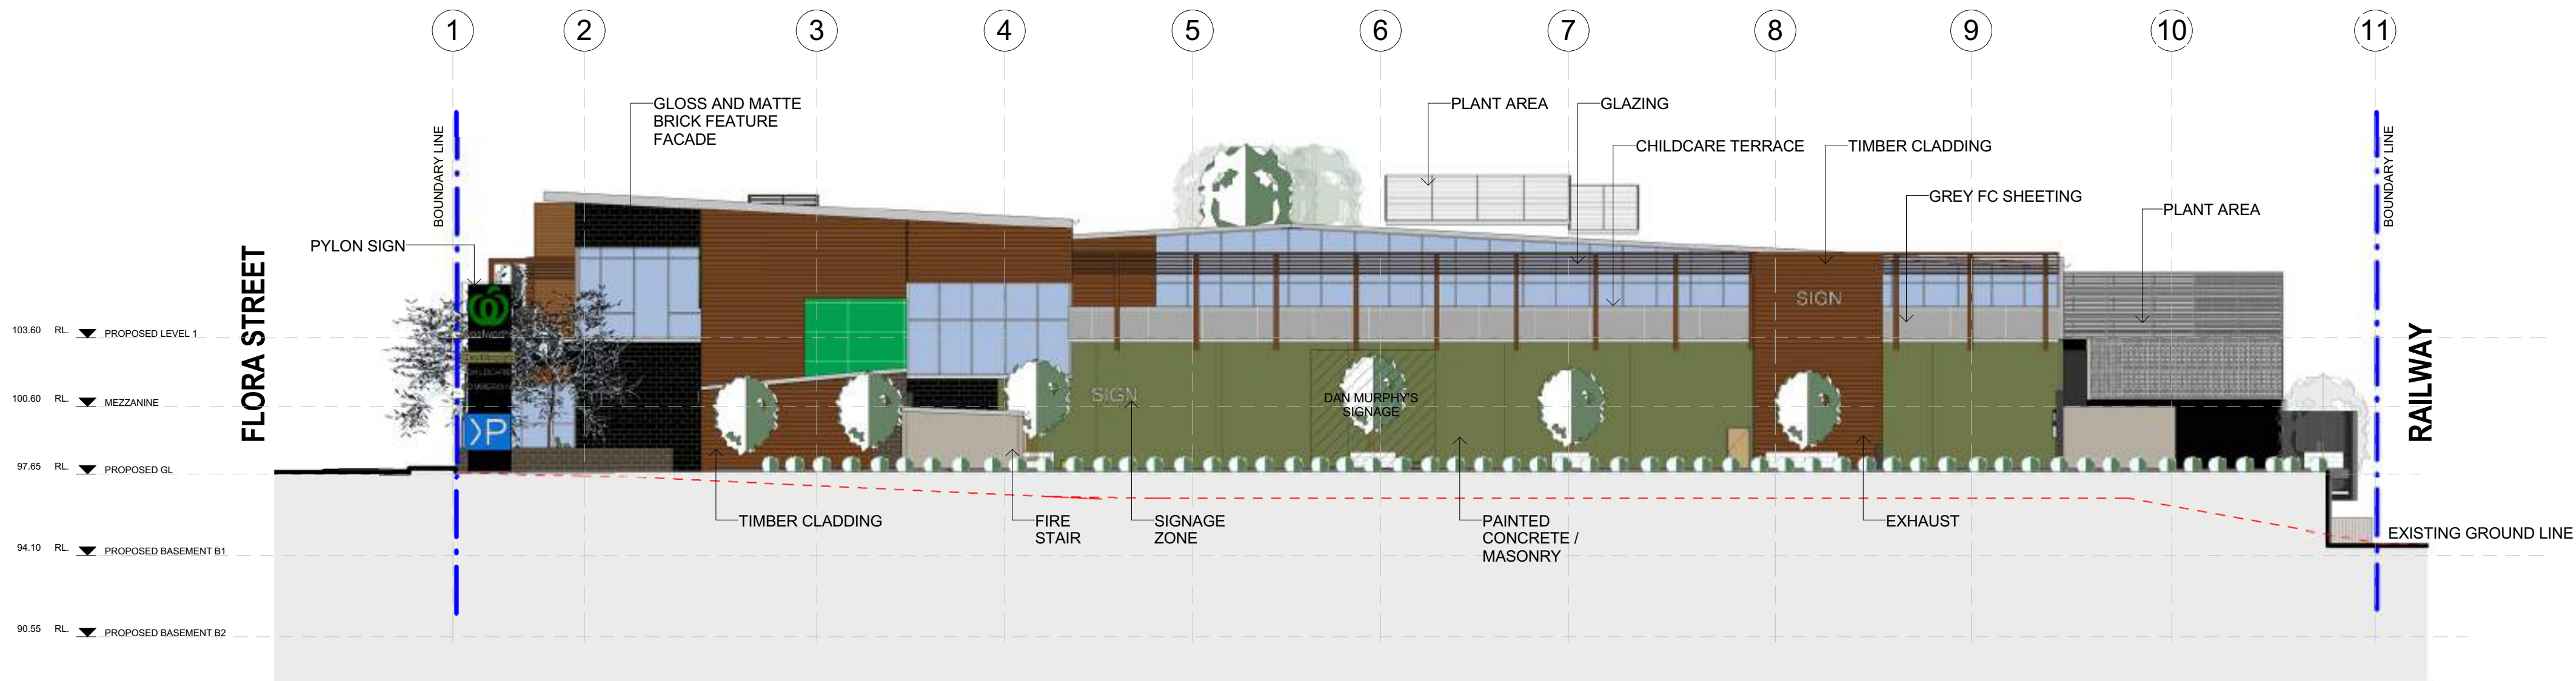 1 2 3 4 5 6 7 8 9 10 11
GLOSS AND MATTE
BRICK FEATURE
FACADE
PLANT AREA
GLAZING
BOUNDARY LINE
BOUNDARY LINE
CHILDCARE TERRACE
TIMBER CLADDING
GREY FC SHEETING
PLANT AREA
PYLON SIGN
FLORA STREET
RAILWAY
SIGN
103.60 RL. PROPOSED LEVEL 1
SIGN
DAN MURPHY'S
SIGNAGE
100.60 RL. MEZZANINE
P
97.65 RL. PROPOSED GL
TIMBER CLADDING
FIRE
STAIR
SIGNAGE
ZONE
PAINTED
CONCRETE /
MASONRY
EXHAUST
EXISTING GROUND LINE
94.10 RL. PROPOSED BASEMENT B1
90.55 RL. PROPOSED BASEMENT B2